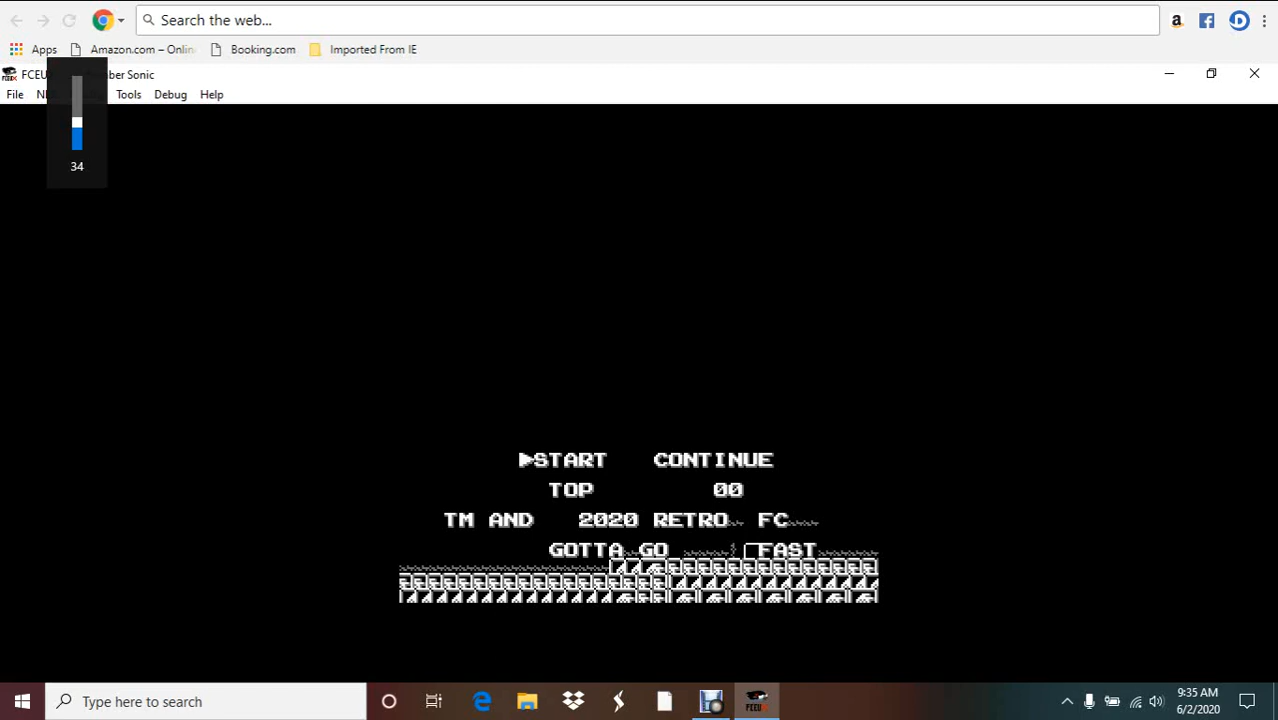 Search the web...
Apps Amazon.com – Onlin Booking.com Imported From IE
FCEU ber Sonic
File N Tools Debug Help
34
▶START CONTINUE
TOP 00
TM AND 2020 RETRO FC
GOTTA GO FAST
Type here to search
FCEUX
9:35 AM
6/2/2020